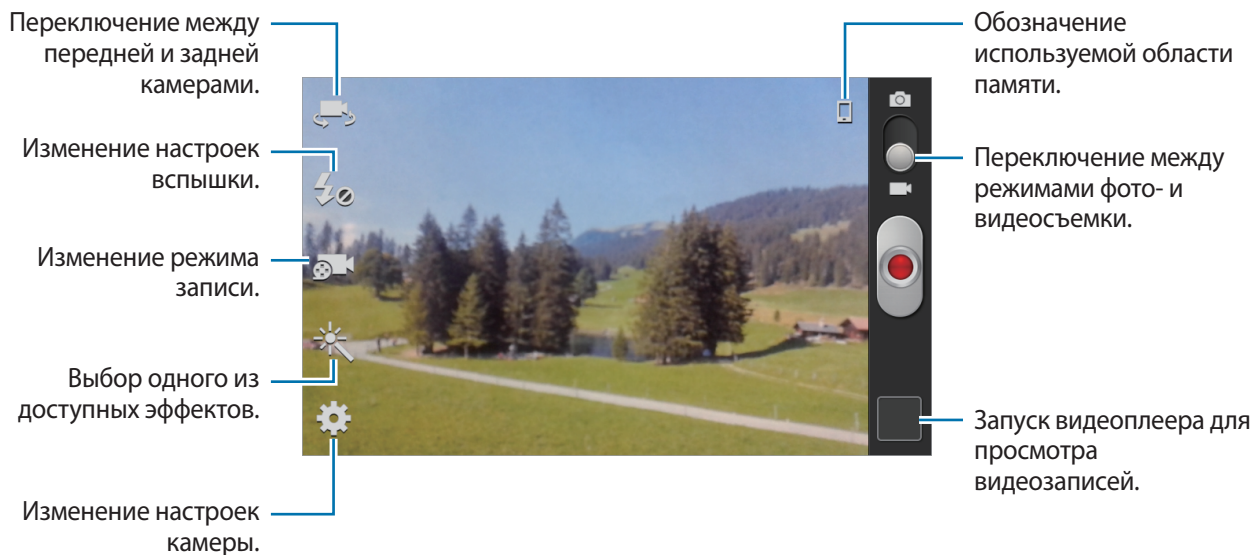 Переключение между
передней и задней
камерами.
Изменение настроек
вспышки.
Изменение режима
записи.
Выбор одного из
доступных эффектов.
Изменение настроек
камеры.
Обозначение
используемой области
памяти.
Переключение между
режимами фото- и
видеосъемки.
Запуск видеоплеера для
просмотра
видеозаписей.